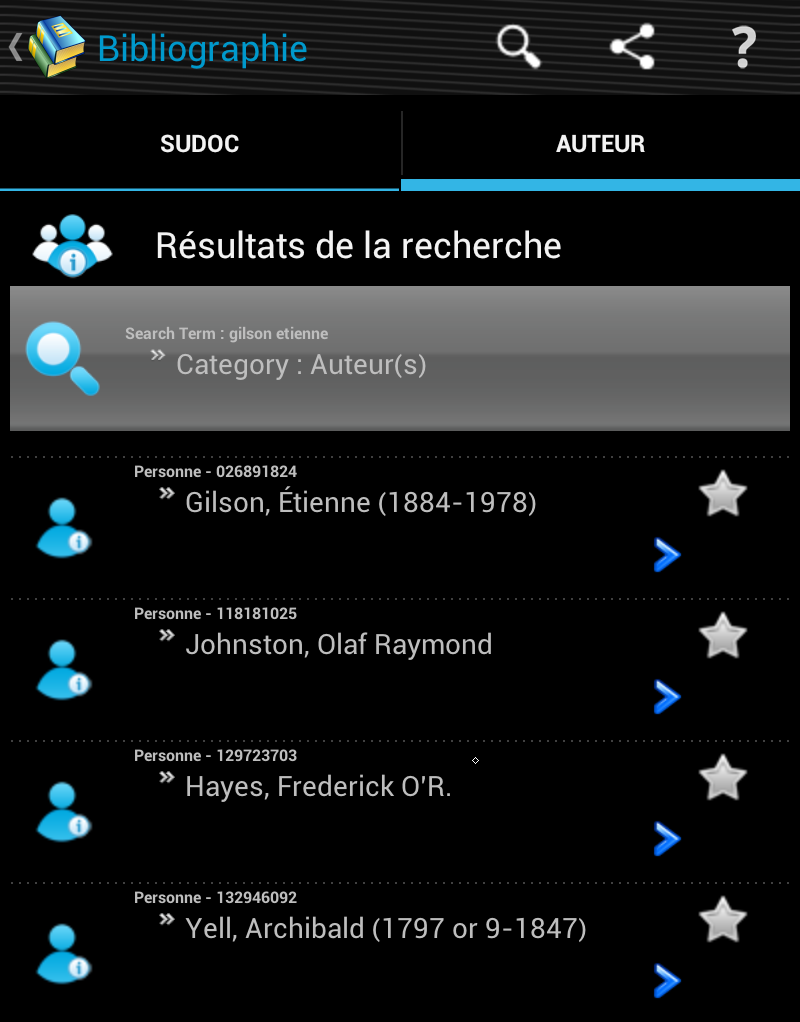 Bibliographie
SUDOC
AUTEUR
Résultats de la recherche
Search Term : gilson etienne
» Category : Auteur(s)
Personne - 026891824
» Gilson, Étienne (1884-1978)
Personne - 118181025
» Johnston, Olaf Raymond
Personne - 129723703
» Hayes, Frederick O'R.
Personne - 132946092
» Yell, Archibald (1797 or 9-1847)